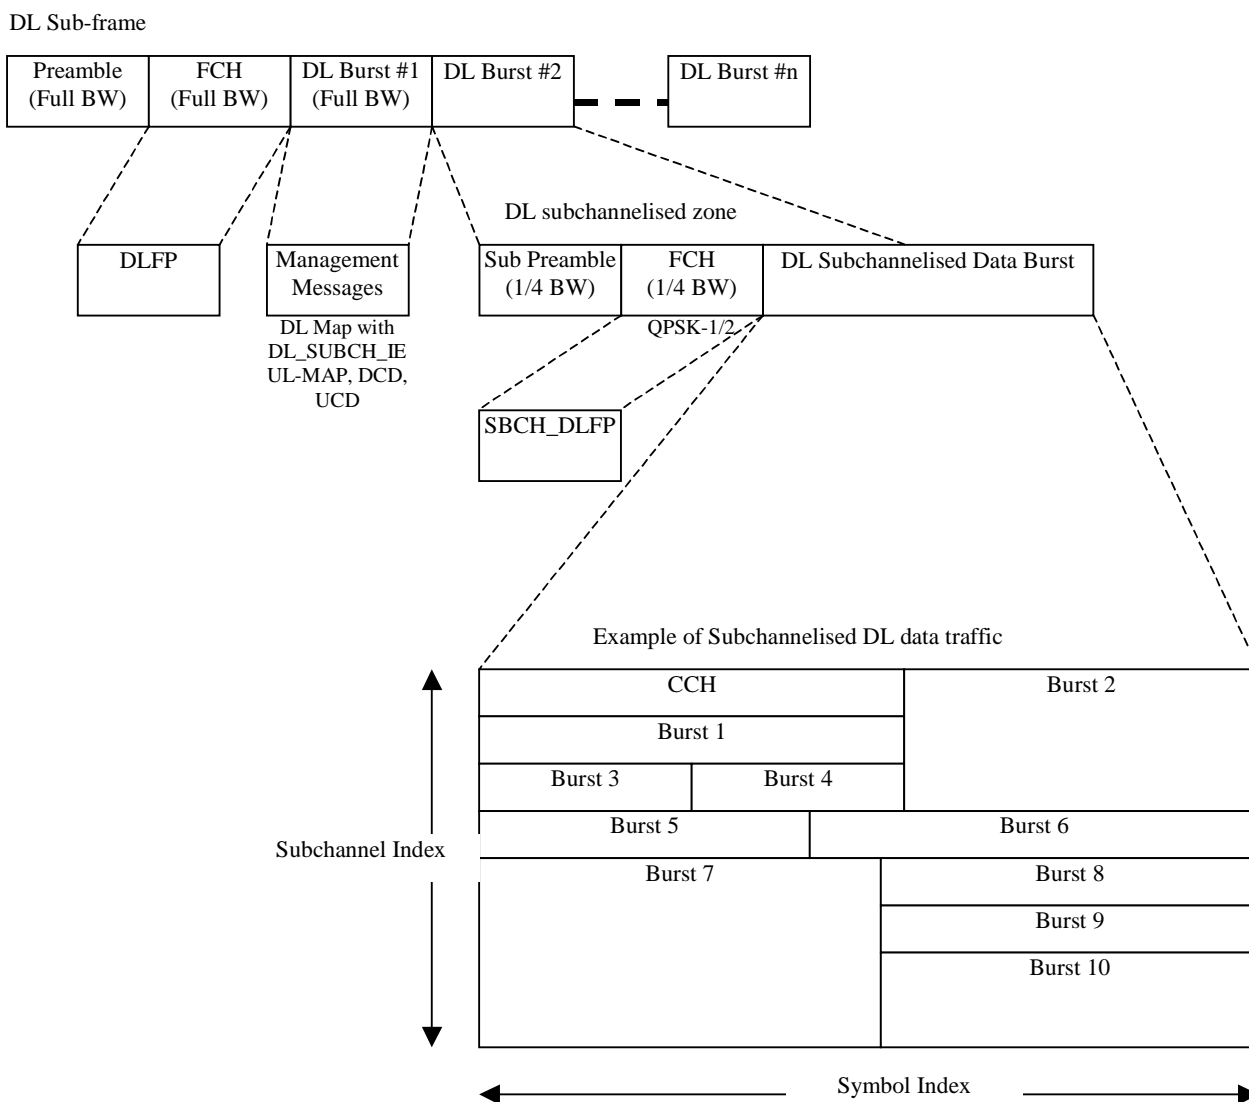 DL Sub-frame
Preamble
(Full BW)
FCH
(Full BW)
DL Burst #1
(Full BW)
DL Burst #2
DL Burst #n
DL subchannelised zone
DLFP
Management
Messages
DL Map with
DL_SUBCH_IE
UL-MAP, DCD,
UCD
Sub Preamble
(1/4 BW)
FCH
(1/4 BW)
QPSK-1/2
DL Subchannelised Data Burst
SBCH_DLFP
Example of Subchannelised DL data traffic
CCH
Burst 2
Burst 1
Burst 3
Burst 4
Burst 5
Burst 6
Subchannel Index
Burst 7
Burst 8
Burst 9
Burst 10
Symbol Index